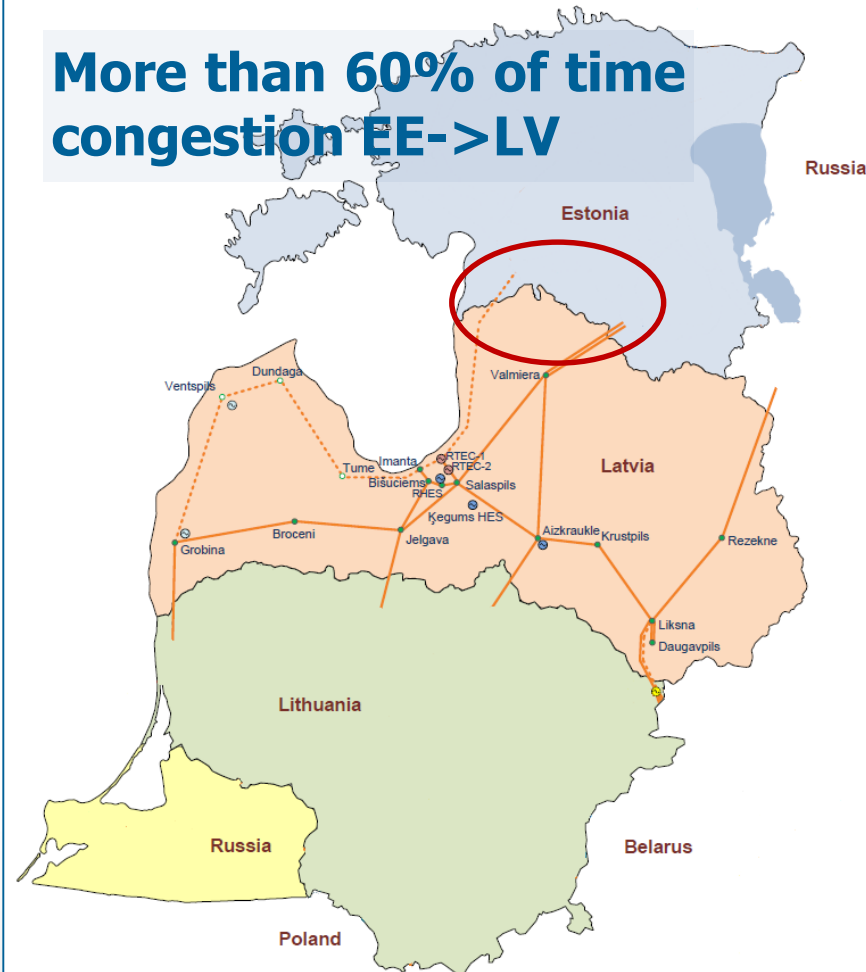 More than 60% of time
congestion EE->LV
Russia
Estonia
Valmiera
Dundaga
Ventspils
Tume
Imanta
RTEC-1
RTEC-2
Latvia
Bisuciems
Salaspils
RHES
Ķegums HES
Aizkraukle
Krustpils
Rezekne
Broceni
Jelgava
Grobina
Liksna
Daugavpils
Lithuania
Russia
Belarus
Poland